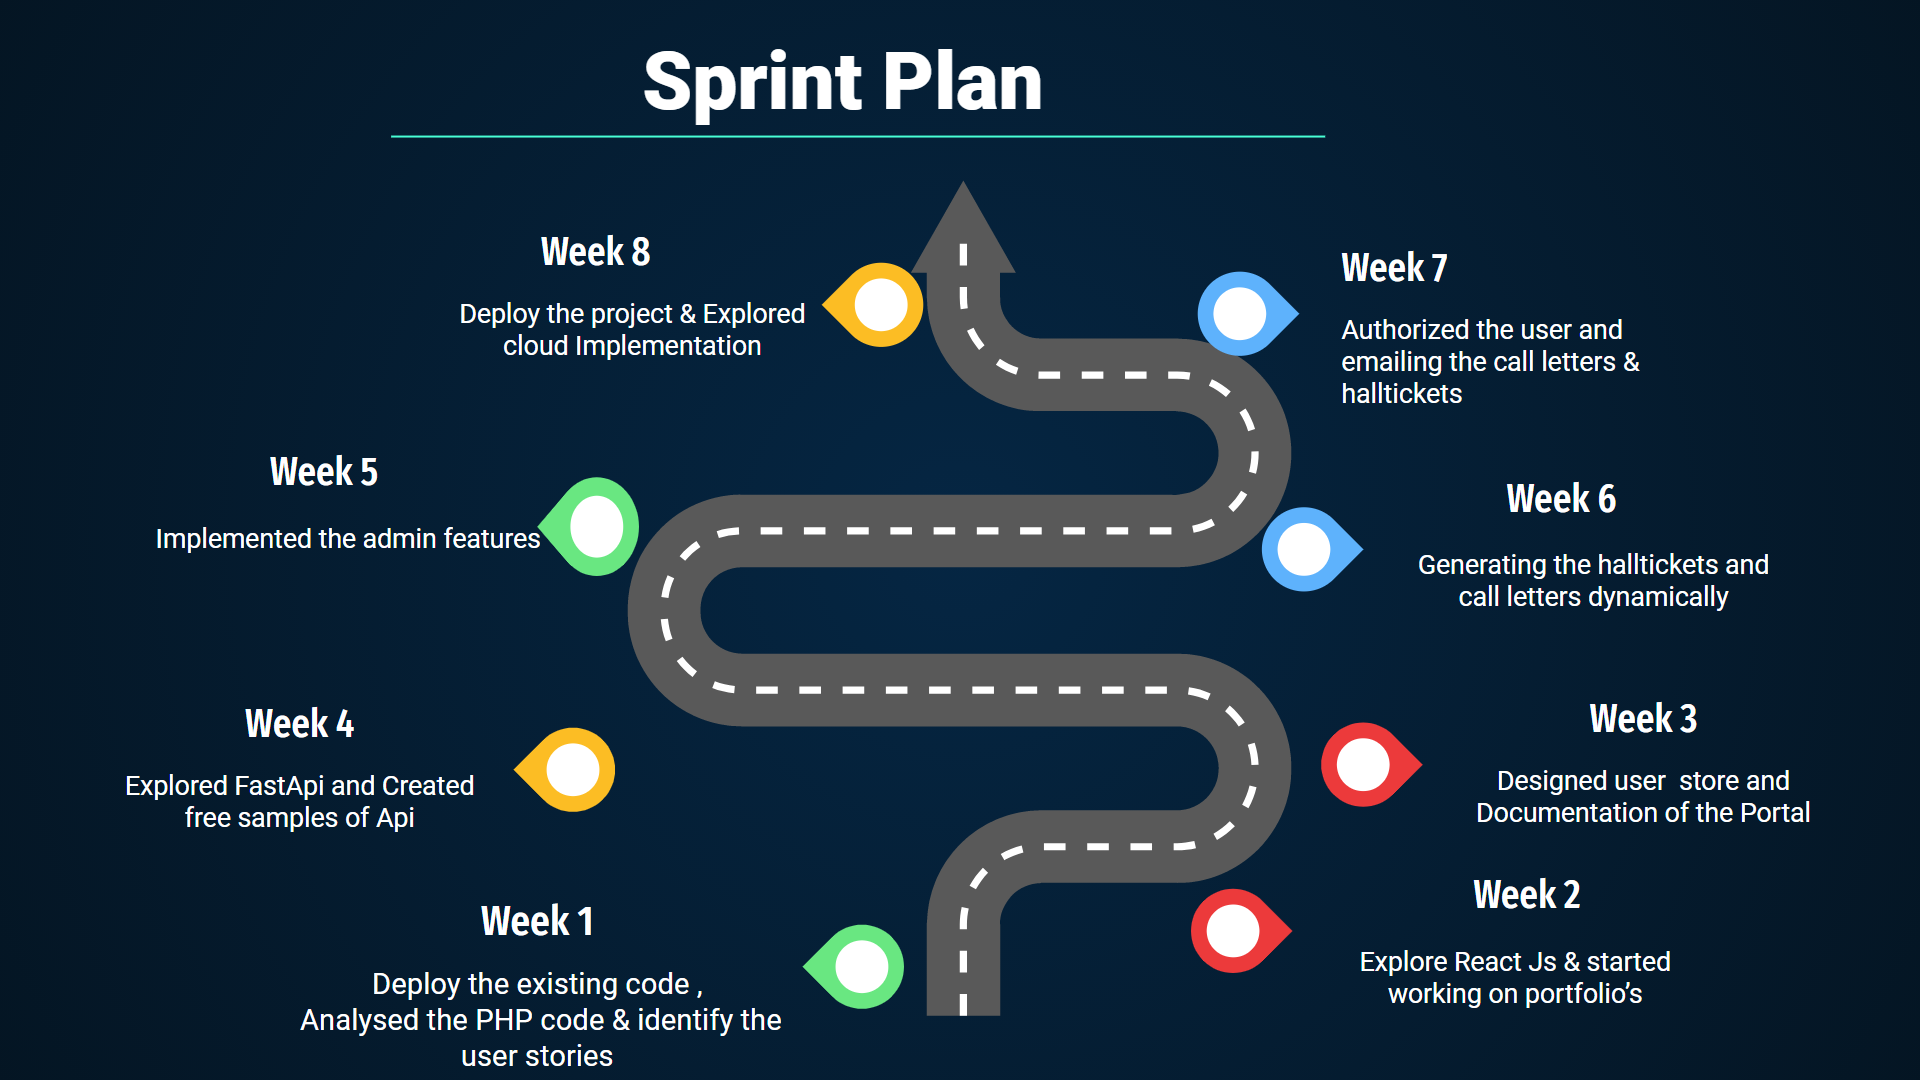 Sprint Plan
Week 8
Deploy the project & Explored
cloud Implementation
Week 7
Authorized the user and
emailing the call letters &
halltickets
Week 5
Implemented the admin features
Week 6
Generating the halltickets and
call letters dynamically
Week 4
Explored FastApi and Created
free samples of Api
Week 3
Designed user  store and
Documentation of the Portal
Week 1
Deploy the existing code ,
Analysed the PHP code & identify the
user stories
Week 2
Explore React Js & started
working on portfolio’s